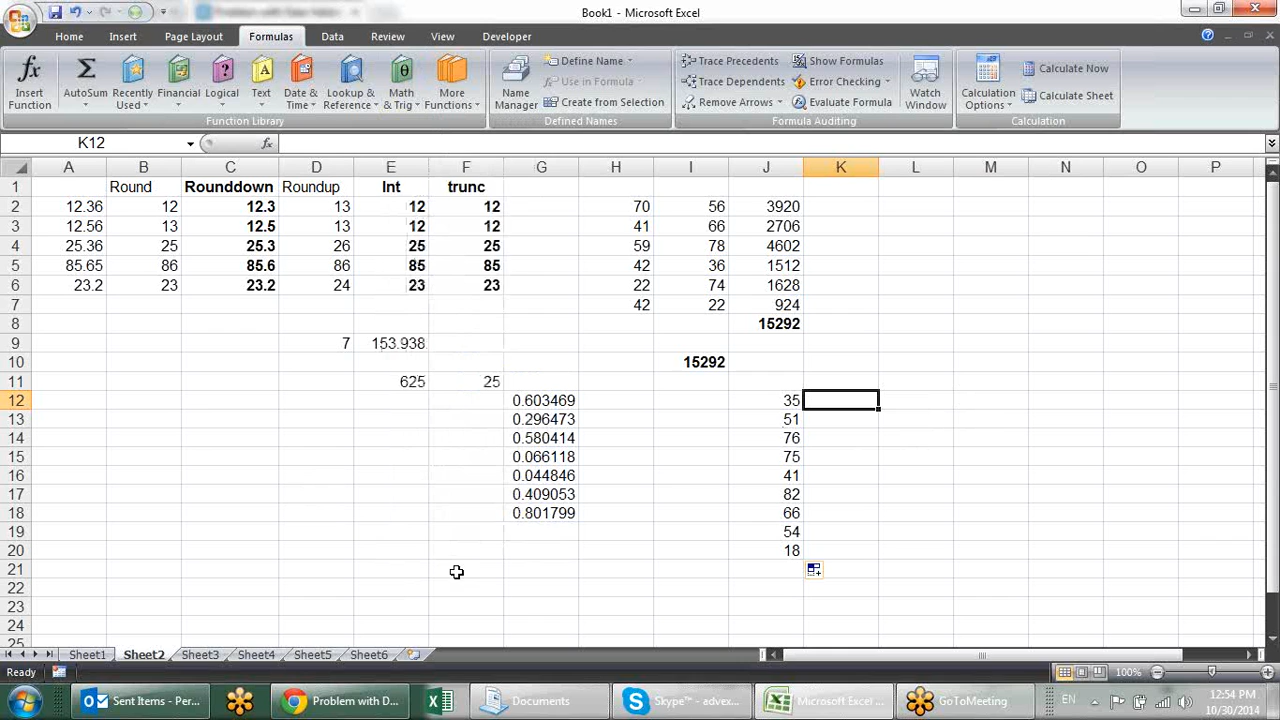 Book1 - Microsoft Excel
Home Insert Page Layout Formulas Data Review View Developer
fx Insert Function
Σ AutoSum
Recently Used
Financial
Logical
A Text
Date & Time
Lookup & Reference
θ Math & Trig
More Functions
Function Library
Name Manager
Define Name
Use in Formula
Create from Selection
Defined Names
Trace Precedents
Trace Dependents
Remove Arrows
Show Formulas
Error Checking
Evaluate Formula
Formula Auditing
Watch Window
Calculation Options
Calculate Now
Calculate Sheet
Calculation
K12 fx
A B C D E F G H I J K L M N O P
1 Round Rounddown Roundup Int trunc
2 12.36 12 12.3 13 12 12 70 56 3920
3 12.56 13 12.5 13 12 12 41 66 2706
4 25.36 25 25.3 26 25 25 59 78 4602
5 85.65 86 85.6 86 85 85 42 36 1512
6 23.2 23 23.2 24 23 23 22 74 1628
7 42 22 924
8 15292
9 7 153.938
10 15292
11 625 25
12 0.603469 35
13 0.296473 51
14 0.580414 76
15 0.066118 75
16 0.044846 41
17 0.409053 82
18 0.801799 66
19 54
20 18
21
22
23
24
25
Sheet1 Sheet2 Sheet3 Sheet4 Sheet5 Sheet6
Ready 100%
Sent Items - Per... Problem with D... Documents Skype™ - advex... Microsoft Excel ... GoToMeeting EN 12:54 PM
10/30/2014